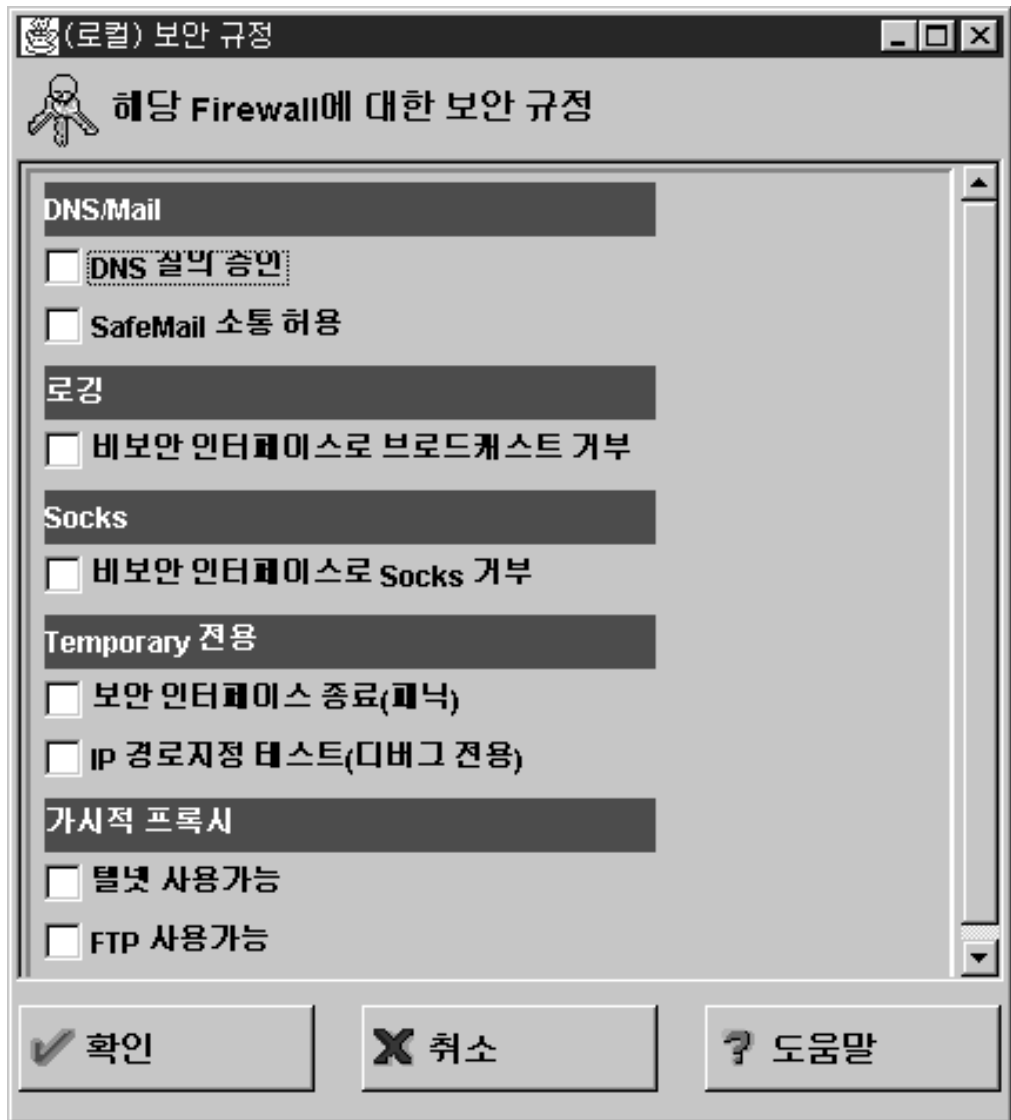 (로컬) 보안 규정
해당 Firewall에 대한 보안 규정
DNS/Mail
DNS 질의 승인
SafeMail 소통 허용
로깅
비보안 인터페이스로 브로드캐스트 거부
Socks
비보안 인터페이스로 Socks 거부
Temporary 전용
보안 인터페이스 종료(패닉)
IP 경로지정 테스트(디버그 전용)
가시적 프록시
텔넷 사용가능
FTP 사용가능
확인
취소
도움말